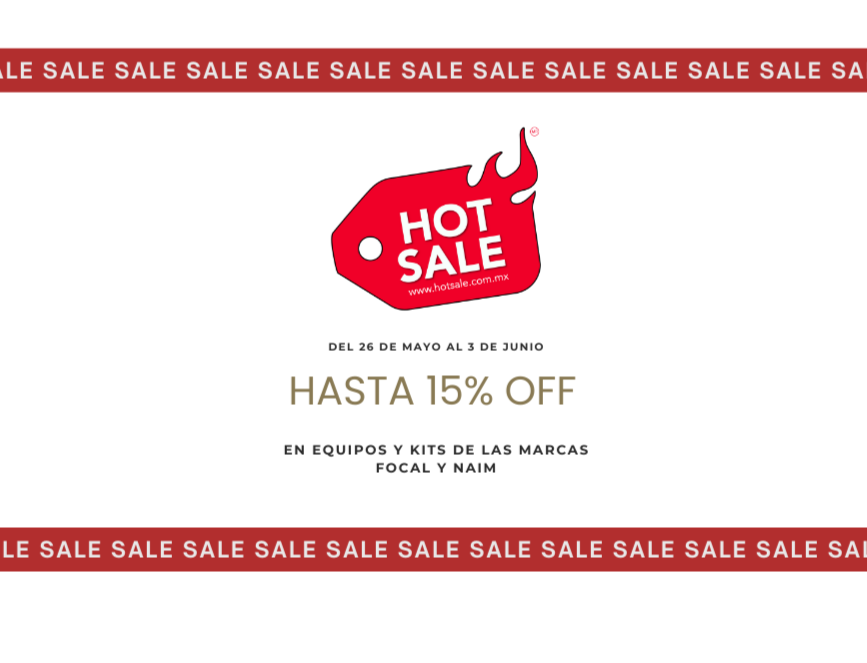 ALE SALE SALE SALE SALE SALE SALE SALE SALE SALE SALE SALE SA
HOT
SALE
www.hotsale.com.mx
DEL 26 DE MAYO AL 3 DE JUNIO
HASTA 15% OFF
EN EQUIPOS Y KITS DE LAS MARCAS
FOCAL Y NAIM
LE SALE SALE SALE SALE SALE SALE SALE SALE SALE SALE SALE SAL